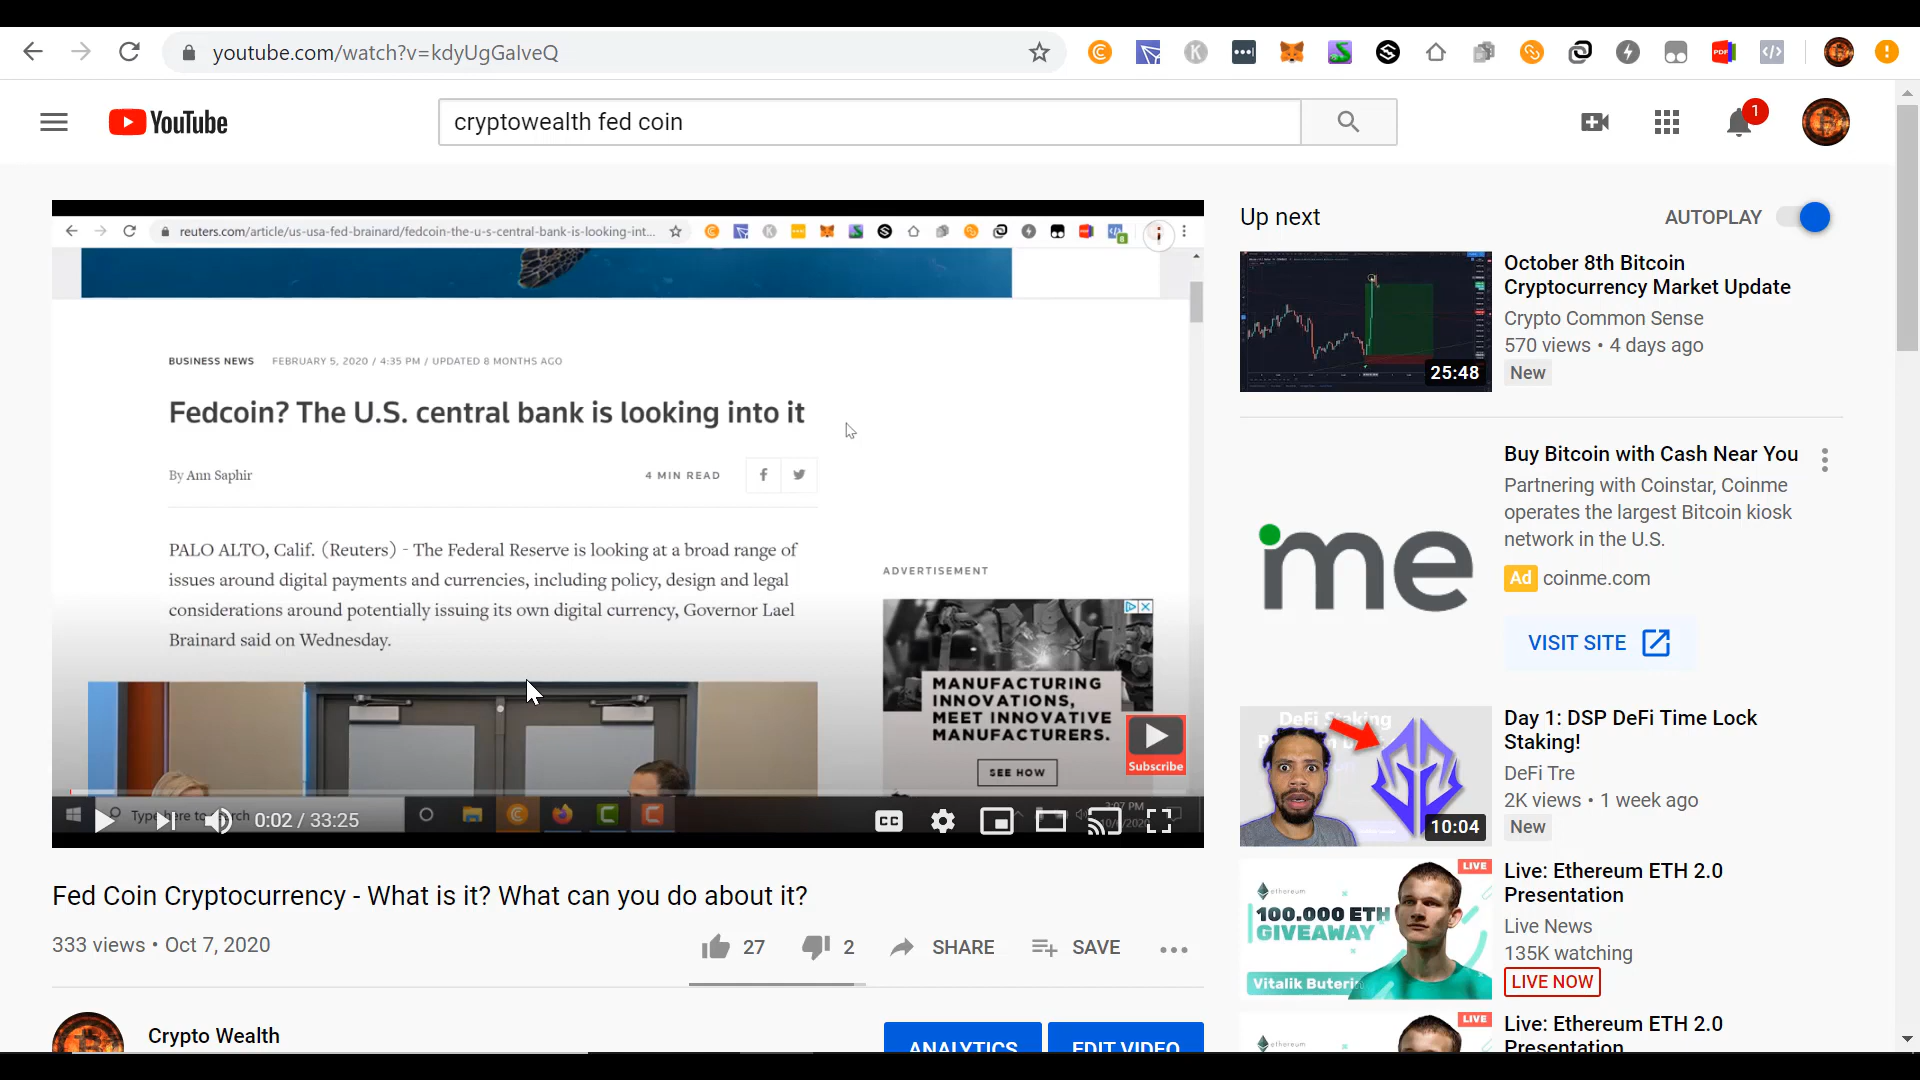 youtube.com/watch?v=kdyUgGaIveQ
PDF
YouTube
cryptowealth fed coin
1
reuters.com/article/us-usa-fed-brainard/fedcoin-the-u-s-central-bank-is-looking-int...
BUSINESS NEWS FEBRUARY 5, 2020 / 4:35 PM / UPDATED 8 MONTHS AGO
Fedcoin? The U.S. central bank is looking into it
By Ann Saphir
4 MIN READ
PALO ALTO, Calif. (Reuters) - The Federal Reserve is looking at a broad range of
issues around digital payments and currencies, including policy, design and legal
considerations around potentially issuing its own digital currency, Governor Lael
Brainard said on Wednesday.
ADVERTISEMENT
MANUFACTURING
INNOVATIONS,
MEET INNOVATIVE
MANUFACTURERS.
SEE HOW
Subscribe
0:02 / 33:25
CC
Fed Coin Cryptocurrency - What is it? What can you do about it?
333 views • Oct 7, 2020
27
2
SHARE
SAVE
Crypto Wealth
ANALYTICS
EDIT VIDEO
Up next
AUTOPLAY
25:48
October 8th Bitcoin
Cryptocurrency Market Update
Crypto Common Sense
570 views • 4 days ago
New
me
Buy Bitcoin with Cash Near You
Partnering with Coinstar, Coinme
operates the largest Bitcoin kiosk
network in the U.S.
Ad coinme.com
VISIT SITE
DeFi Staking
10:04
Day 1: DSP DeFi Time Lock
Staking!
DeFi Tre
2K views • 1 week ago
New
LIVE
ethereum
100.000 ETH
GIVEAWAY
Vitalik Buterin
Live: Ethereum ETH 2.0
Presentation
Live News
135K watching
LIVE NOW
LIVE
ethereum
Live: Ethereum ETH 2.0
Presentation